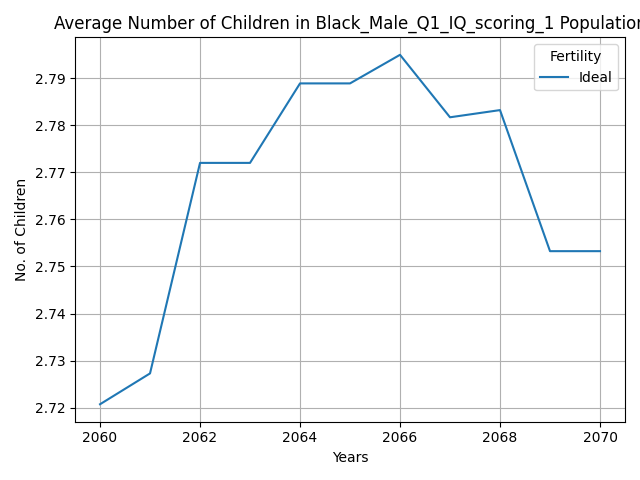 Average Number of Children in Black_Male_Q1_IQ_scoring_1 Population
Fertility
Ideal
No. of Children
2.79
2.78
2.77
2.76
2.75
2.74
2.73
2.72
2060
2062
2064
2066
2068
2070
Years